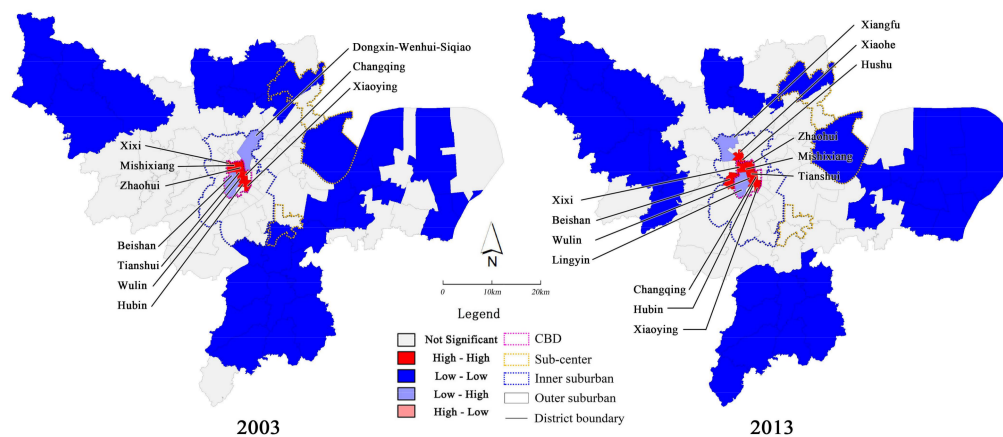 Dongxin-Wenhui-Siqiao
Changqing
Xiaoying
Xixi
Mishixiang
Zhaohui
Beishan
Tianshui
Wulin
Hubin
2003
N
0 10km 20km
Legend
Not Significant
High - High
Low - Low
Low - High
High - Low
CBD
Sub-center
Inner suburban
Outer suburban
District boundary
Xiangfu
Xiaohe
Hushu
Zhaohui
Mishixiang
Tianshui
Xixi
Beishan
Wulin
Lingyin
Changqing
Hubin
Xiaoying
2013